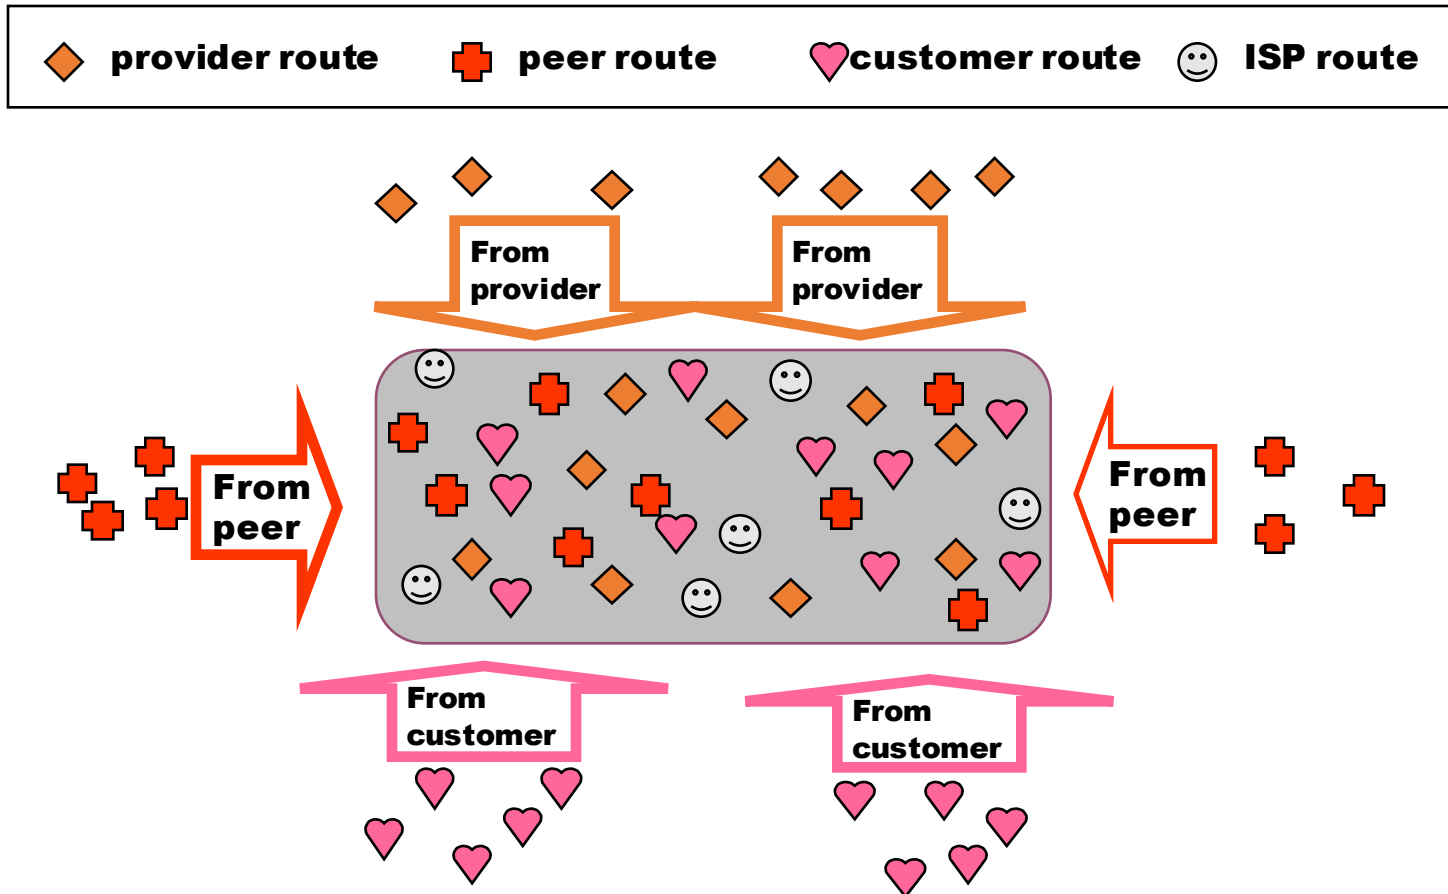 provider route peer route customer route ISP route
From
provider
From
provider
From
peer
From
peer
From
customer
From
customer